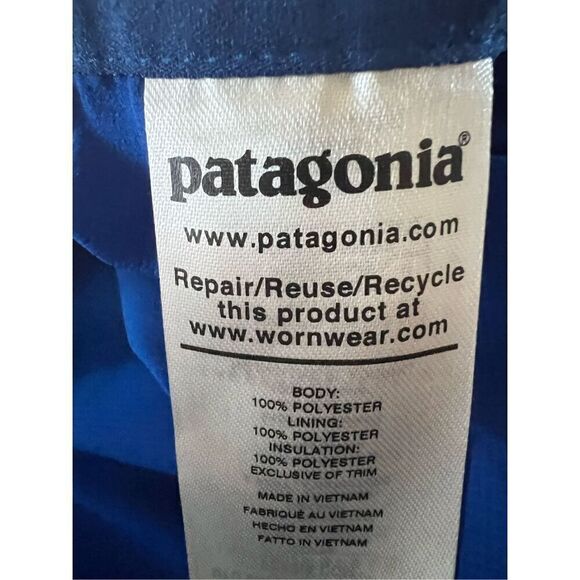 patagonia®
www.patagonia.com
Repair/Reuse/Recycle
this product at
www.wornwear.com
BODY:
100% POLYESTER
LINING:
100% POLYESTER
INSULATION:
100% POLYESTER
EXCLUSIVE OF TRIM
MADE IN VIETNAM
FABRIQUÉ AU VIETNAM
HECHO EN VIETNAM
FATTO IN VIETNAM